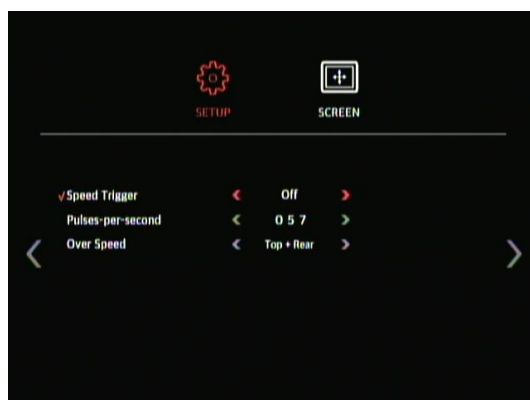 SETUP SCREEN
Speed Trigger Off
Pulses-per-second 0 5 7
Over Speed Top + Rear